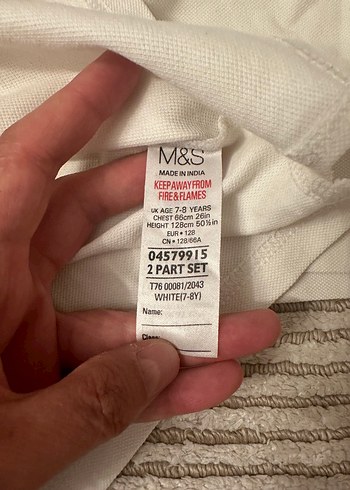 M&S
MADE IN INDIA
KEEP AWAY FROM
FIRE & FLAMES
UK AGE 7-8 YEARS
CHEST 66cm 26in
HEIGHT 128cm 50½in
EUR • 128
CN • 128/66A
04579915
2 PART SET
T76 00081/2043
WHITE(7-8Y)
Name:
Class: